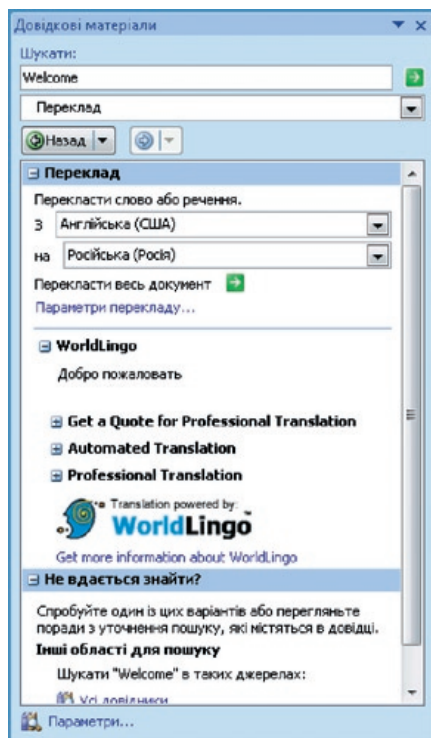 Довідкові матеріали
Шукати:
Welcome
Переклад
Назад
Переклад
Перекласти слово або речення.
З Англійська (США)
на Російська (Росія)
Перекласти весь документ
Параметри перекладу...
WorldLingo
Добро пожаловать
Get a Quote for Professional Translation
Automated Translation
Professional Translation
Translation powered by:
WorldLingo
Get more information about WorldLingo
Не вдається знайти?
Спробуйте один із цих варіантів або перегляньте
поради з уточнення пошуку, які містяться в довідці.
Інші області для пошуку
Шукати "Welcome" в таких джерелах:
Усі довідники
Параметри...